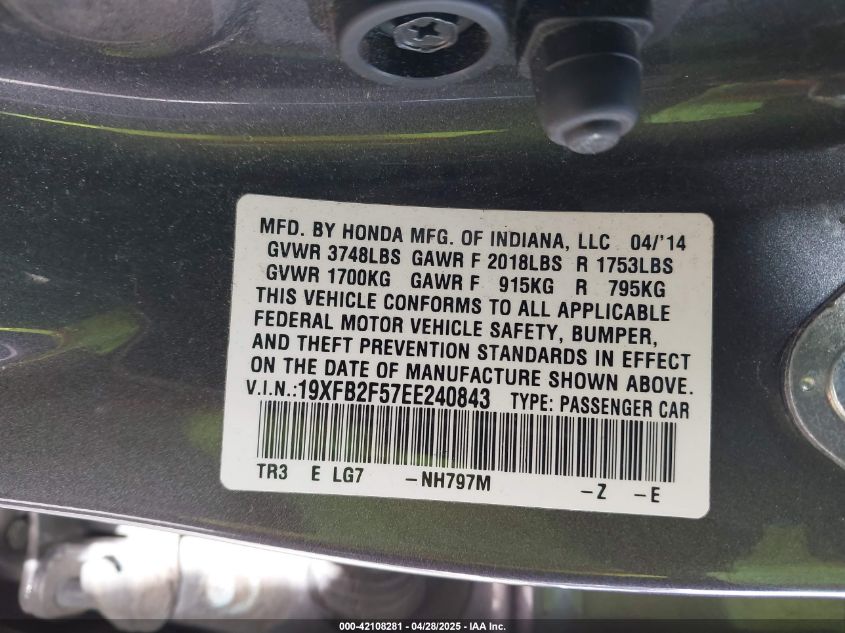 MFD. BY HONDA MFG. OF INDIANA, LLC 04/'14
GVWR 3748LBS GAWR F 2018LBS R 1753LBS
GVWR 1700KG GAWR F 915KG R 795KG
THIS VEHICLE CONFORMS TO ALL APPLICABLE
FEDERAL MOTOR VEHICLE SAFETY, BUMPER,
AND THEFT PREVENTION STANDARDS IN EFFECT
ON THE DATE OF MANUFACTURE SHOWN ABOVE.
V.I.N.:19XFB2F57EE240843 TYPE: PASSENGER CAR
TR3 E LG7 -NH797M -Z -E
000-42108281 - 04/28/2025 - IAA Inc.